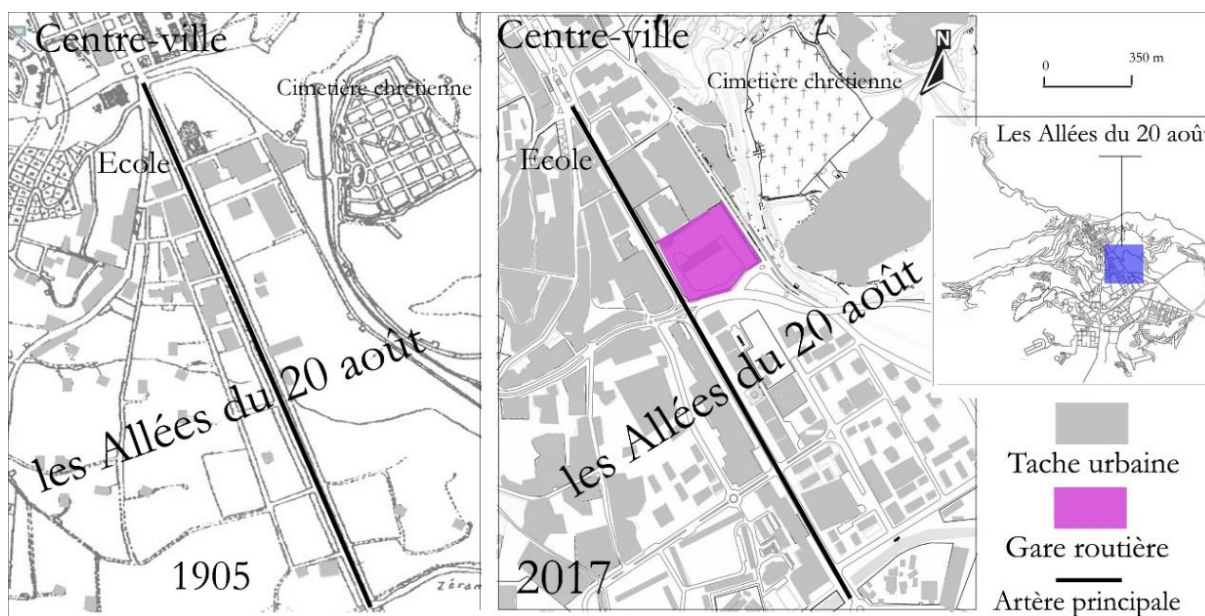 Centre-ville
Cimetière chrétienne
Ecole
les Allées du 20 août
1905
Centre-ville
Cimetière chrétienne
Ecole
les Allées du 20 août
2017
N
0
350 m
Les Allées du 20 août
Tache urbaine
Gare routière
Artère principale